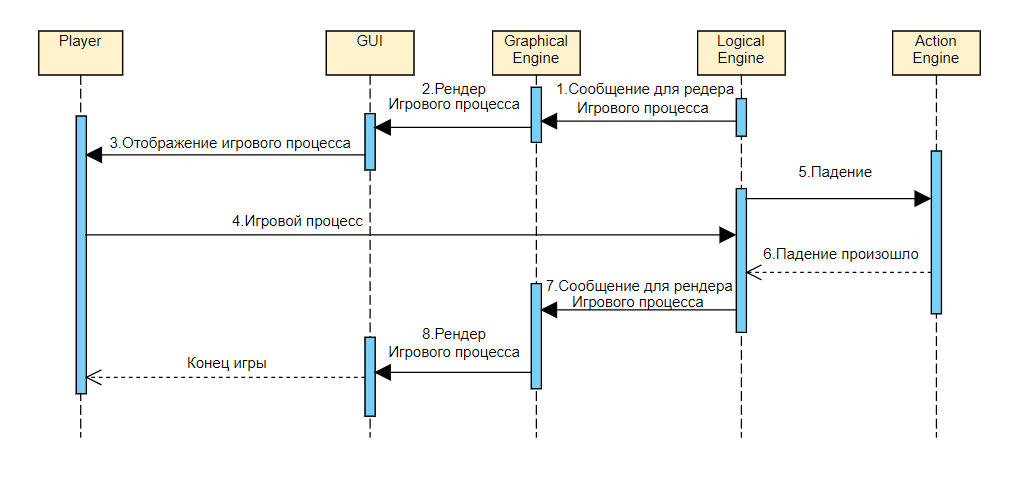 Player
GUI
Graphical
Engine
Logical
Engine
Action
Engine
2.Рендер
Игрового процесса
1.Сообщение для редера
Игрового процесса
3.Отображение игрового процесса
5.Падение
4.Игровой процесс
6.Падение произошло
7.Сообщение для рендера
Игрового процесса
8.Рендер
Игрового процесса
Конец игры